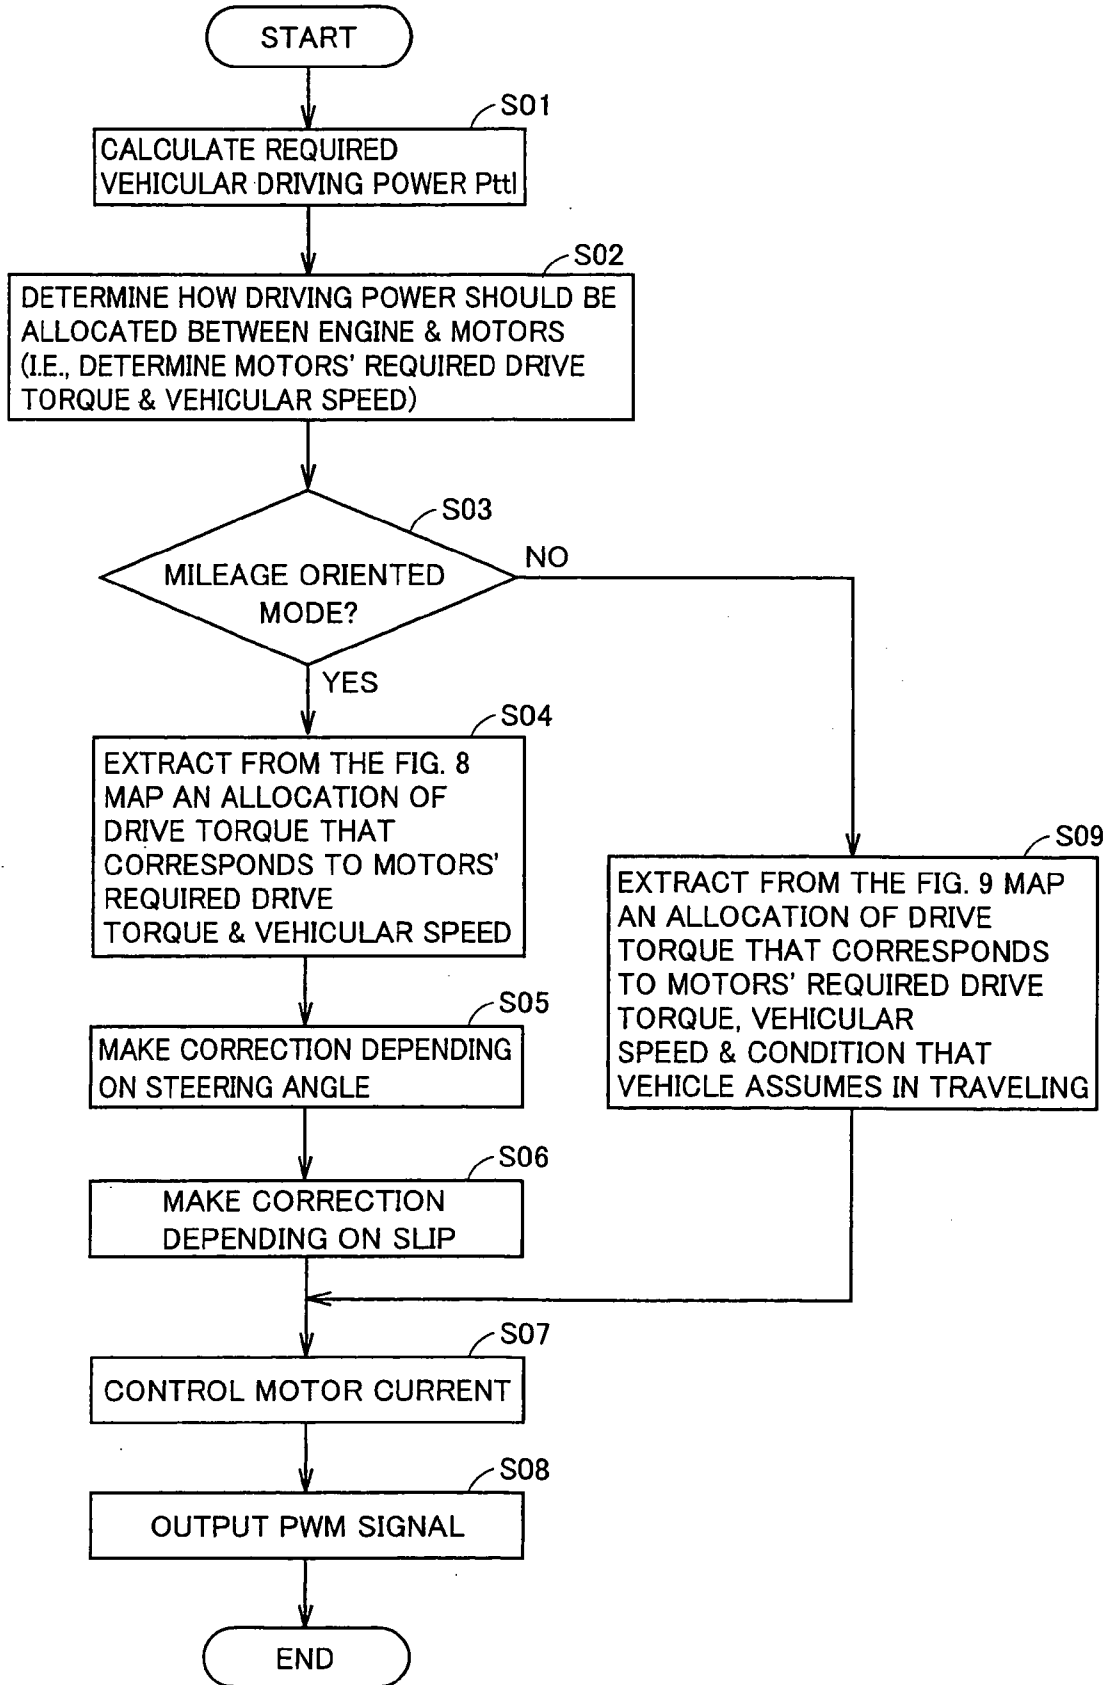 START
S01
CALCULATE REQUIRED
VEHICULAR DRIVING POWER Pttl
S02
DETERMINE HOW DRIVING POWER SHOULD BE
ALLOCATED BETWEEN ENGINE & MOTORS
(I.E., DETERMINE MOTORS' REQUIRED DRIVE
TORQUE & VEHICULAR SPEED)
S03
MILEAGE ORIENTED
MODE?
NO
YES
S04
EXTRACT FROM THE FIG. 8
MAP AN ALLOCATION OF
DRIVE TORQUE THAT
CORRESPONDS TO MOTORS'
REQUIRED DRIVE
TORQUE & VEHICULAR SPEED
S09
EXTRACT FROM THE FIG. 9 MAP
AN ALLOCATION OF DRIVE
TORQUE THAT CORRESPONDS
TO MOTORS' REQUIRED DRIVE
TORQUE, VEHICULAR
SPEED & CONDITION THAT
VEHICLE ASSUMES IN TRAVELING
S05
MAKE CORRECTION DEPENDING
ON STEERING ANGLE
S06
MAKE CORRECTION
DEPENDING ON SLIP
S07
CONTROL MOTOR CURRENT
S08
OUTPUT PWM SIGNAL
END